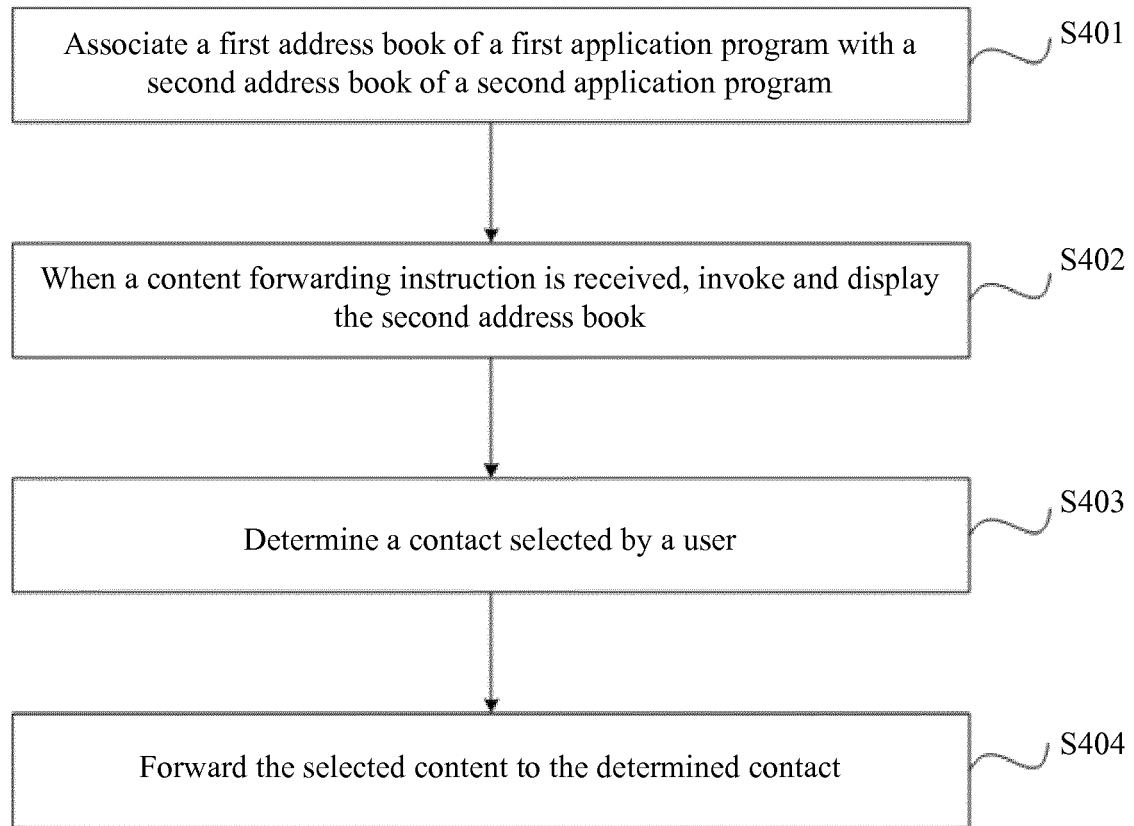 Associate a first address book of a first application program with a
second address book of a second application program
S401
When a content forwarding instruction is received, invoke and display
the second address book
S402
Determine a contact selected by a user
S403
Forward the selected content to the determined contact
S404